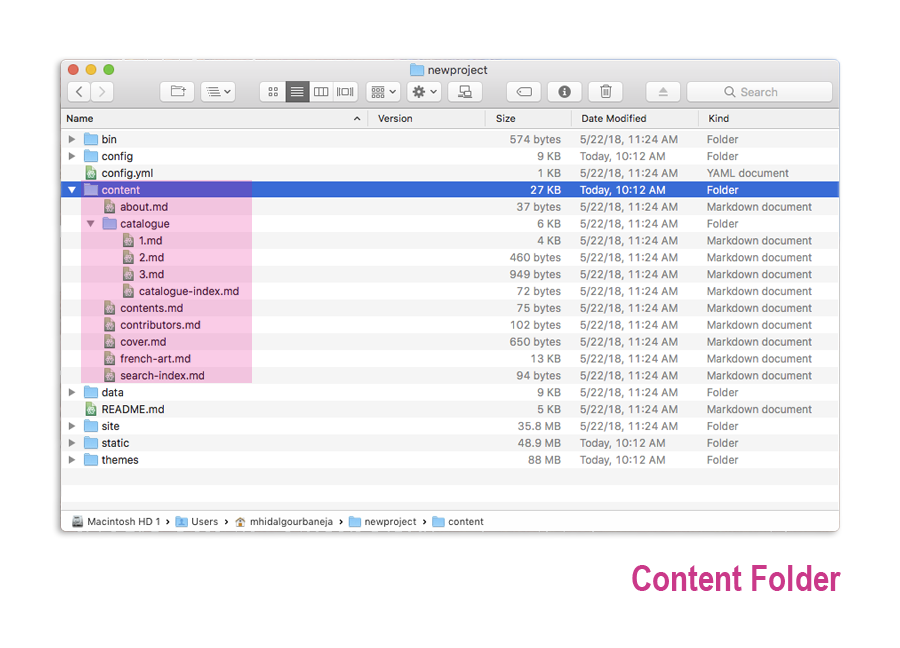 newproject
Search
Name Version Size Date Modified Kind
bin 574 bytes 5/22/18, 11:24 AM Folder
config 9 KB Today, 10:12 AM Folder
config.yml 1 KB 5/22/18, 11:24 AM YAML document
content 27 KB Today, 10:12 AM Folder
about.md 37 bytes 5/22/18, 11:24 AM Markdown document
catalogue 6 KB 5/22/18, 11:24 AM Folder
1.md 4 KB 5/22/18, 11:24 AM Markdown document
2.md 460 bytes 5/22/18, 11:24 AM Markdown document
3.md 949 bytes 5/22/18, 11:24 AM Markdown document
catalogue-index.md 72 bytes 5/22/18, 11:24 AM Markdown document
contents.md 75 bytes 5/22/18, 11:24 AM Markdown document
contributors.md 102 bytes 5/22/18, 11:24 AM Markdown document
cover.md 650 bytes 5/22/18, 11:24 AM Markdown document
french-art.md 13 KB 5/22/18, 11:24 AM Markdown document
search-index.md 94 bytes 5/22/18, 11:24 AM Markdown document
data 9 KB 5/22/18, 11:24 AM Folder
README.md 5 KB 5/22/18, 11:24 AM Markdown document
site 35.8 MB 5/22/18, 11:24 AM Folder
static 48.9 MB Today, 10:12 AM Folder
themes 88 MB Today, 10:12 AM Folder
Macintosh HD 1 › Users › mhidalgourbaneja › newproject › content
Content Folder